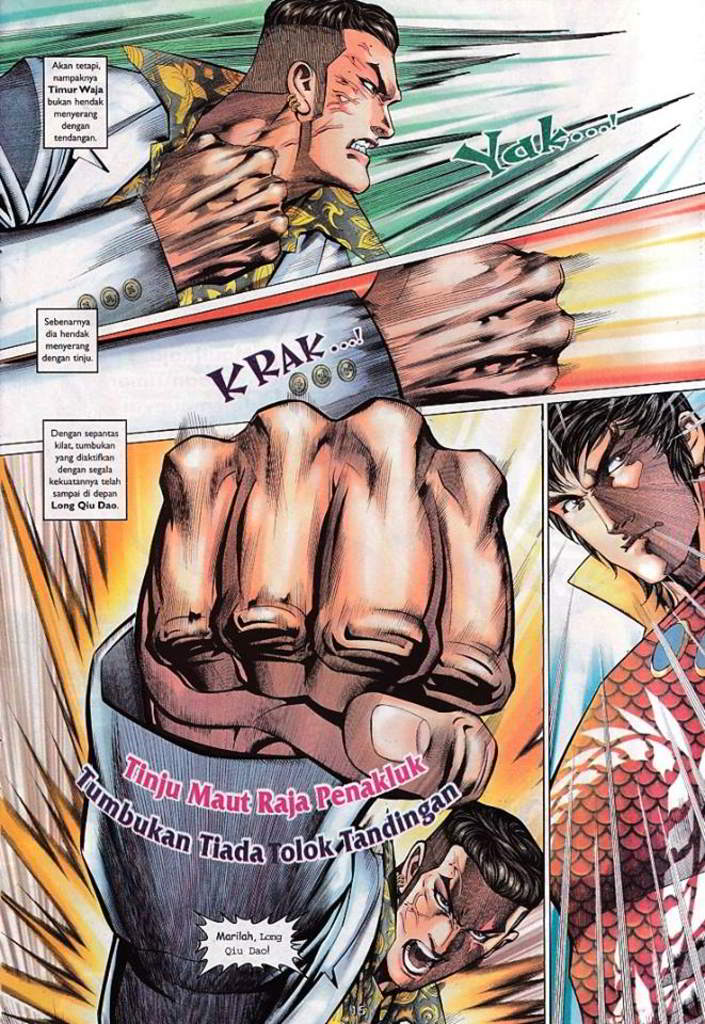 Akan tetapi,
nampaknya
Timur Waja
bukan hendak
menyerang
dengan
tendangan.
Yak...!
Sebenarnya
dia hendak
menyerang
dengan tinju.
KRAK...!
Dengan sepantas
kilat, tumbukan
yang diaktifkan
dengan segala
kekuatannya telah
sampai di depan
Long Qiu Dao.
Tinju Maut Raja Penakluk
Tumbukan Tiada Tolok Tandingan
Marilah, Long
Qiu Dao!
15